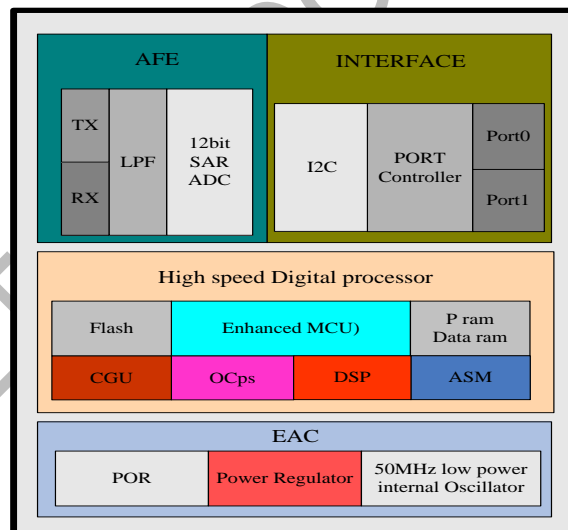 AFE
INTERFACE
TX
RX
LPF
12bit
SAR
ADC
I2C
PORT
Controller
Port0
Port1
High speed Digital processor
Flash
Enhanced MCU)
P ram
Data ram
CGU
OCps
DSP
ASM
EAC
POR
Power Regulator
50MHz low power
internal Oscillator